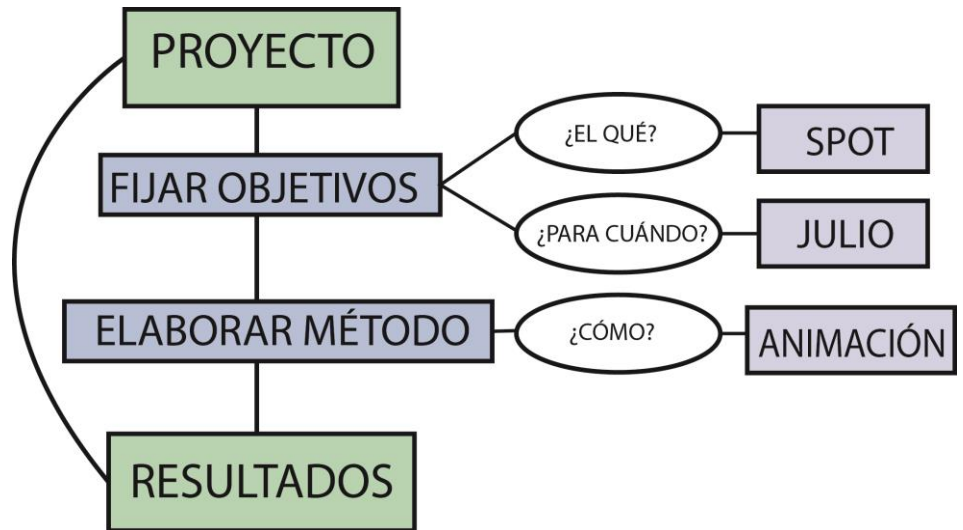 PROYECTO
FIJAR OBJETIVOS
¿EL QUÉ?
SPOT
¿PARA CUÁNDO?
JULIO
ELABORAR MÉTODO
¿CÓMO?
ANIMACIÓN
RESULTADOS